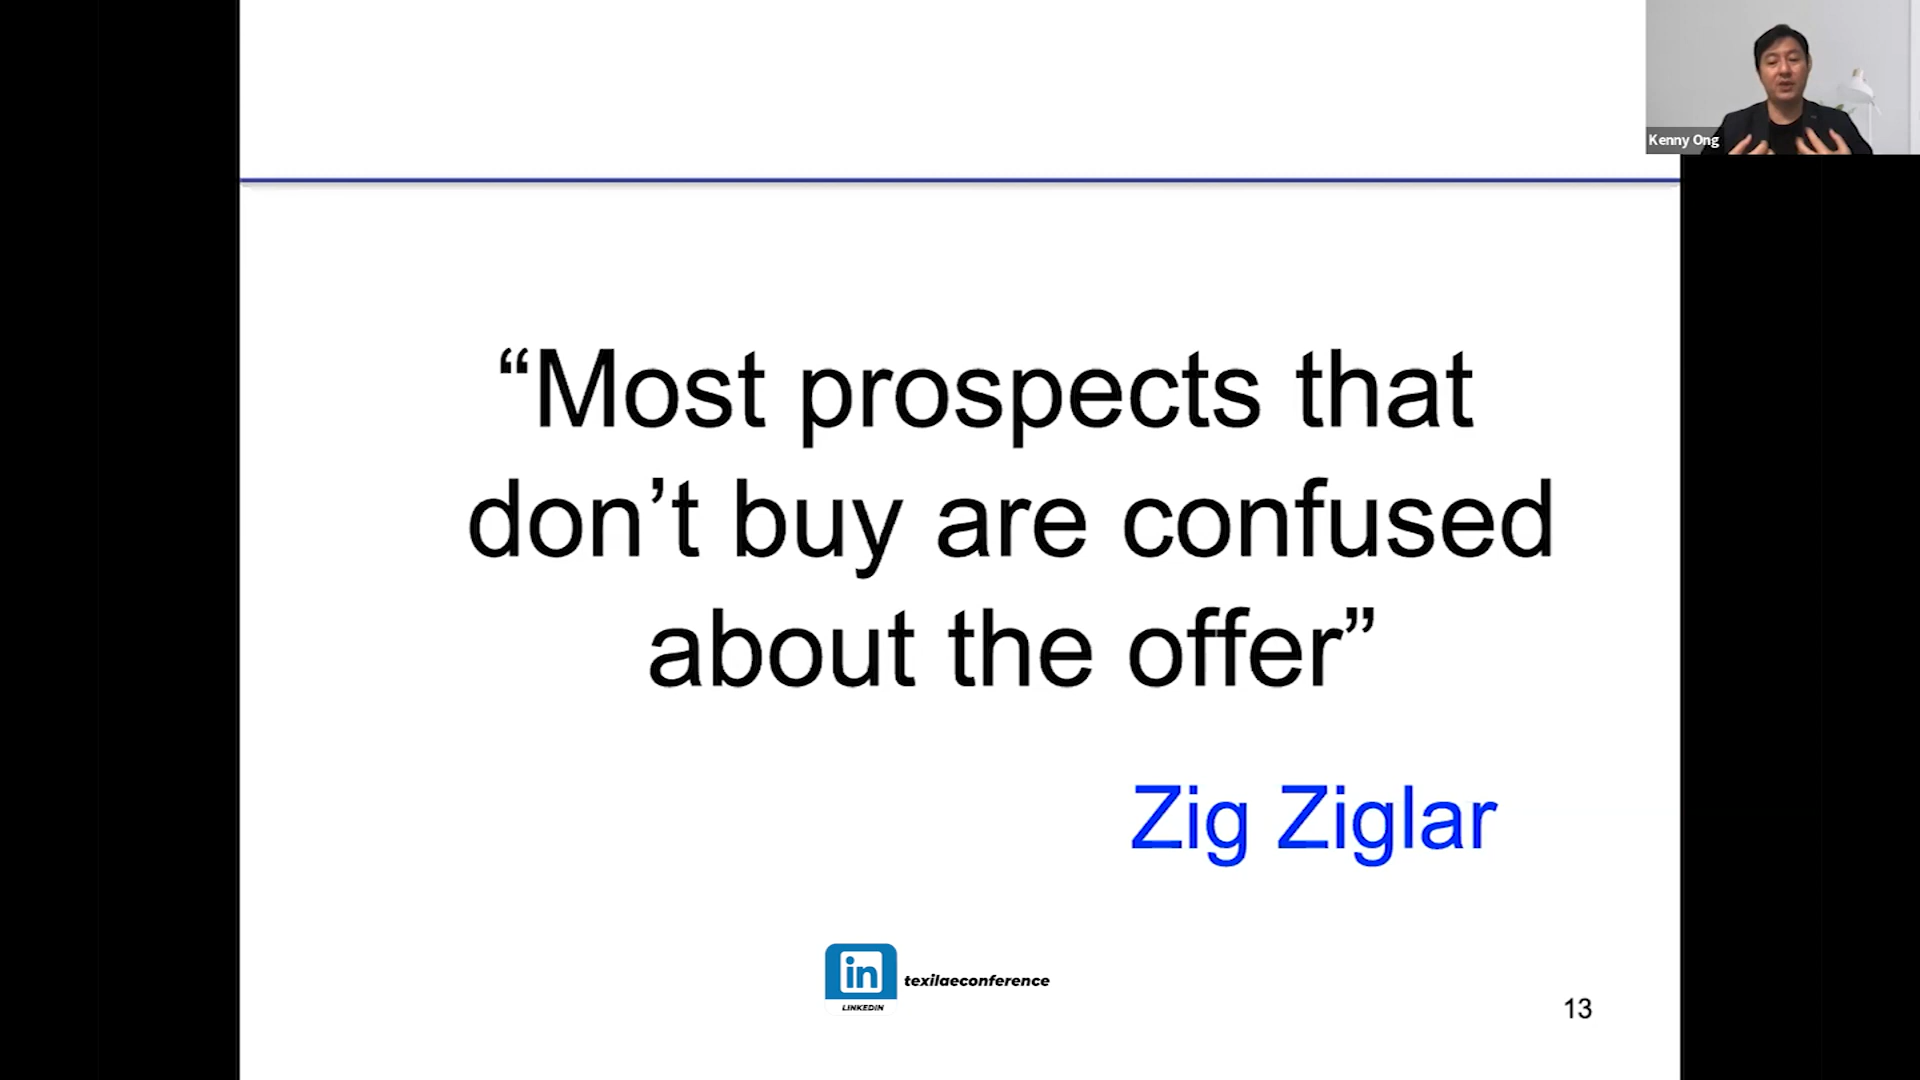 Kenny Ong
“Most prospects that
don’t buy are confused
about the offer”
Zig Ziglar
in
LINKEDIN
texilaeconference
13